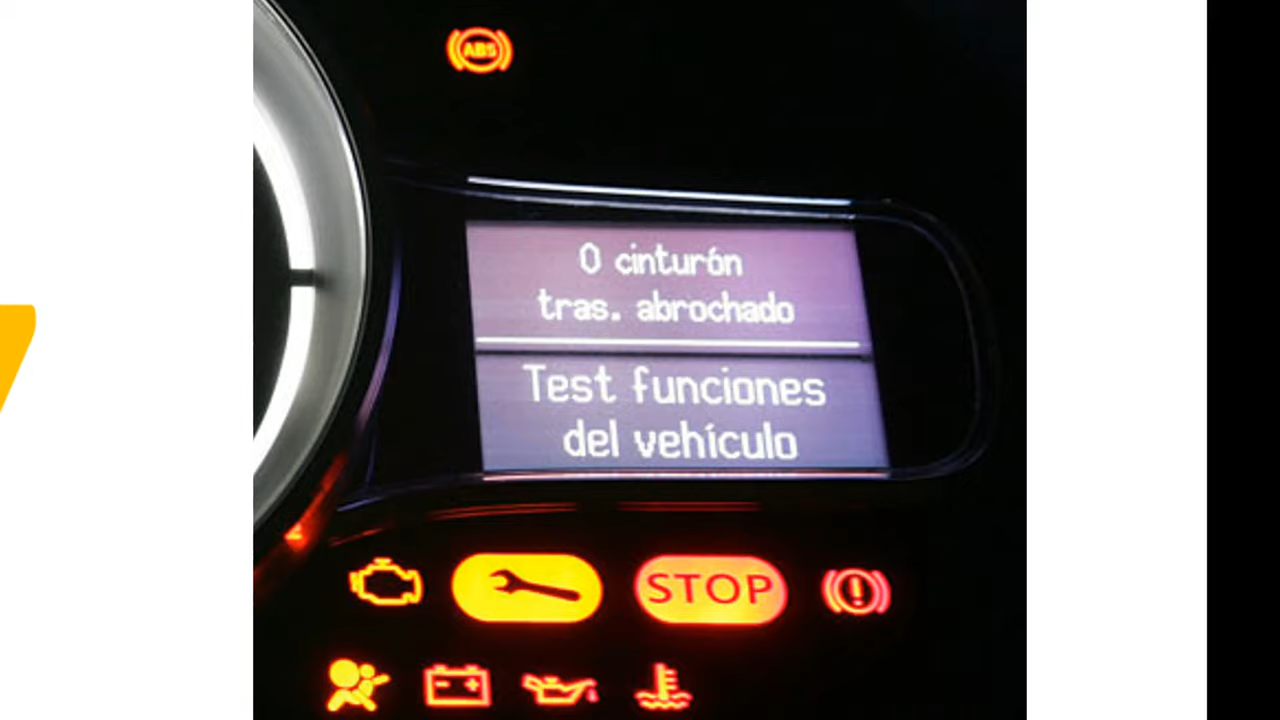 ABS
0 cinturón
tras. abrochado
Test funciones
del vehículo
STOP